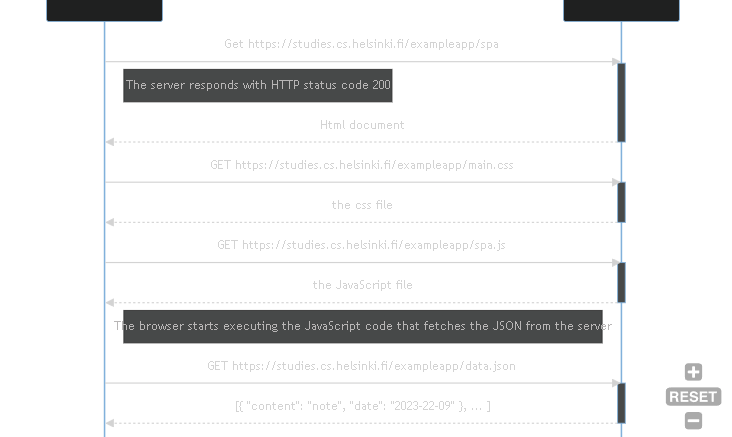 Get https://studies.cs.helsinki.fi/exampleapp/spa
The server responds with HTTP status code 200
Html document
GET https://studies.cs.helsinki.fi/exampleapp/main.css
the css file
GET https://studies.cs.helsinki.fi/exampleapp/spa.js
the JavaScript file
The browser starts executing the JavaScript code that fetches the JSON from the server
GET https://studies.cs.helsinki.fi/exampleapp/data.json
[{ "content": "note", "date": "2023-22-09" }, ... ]
RESET